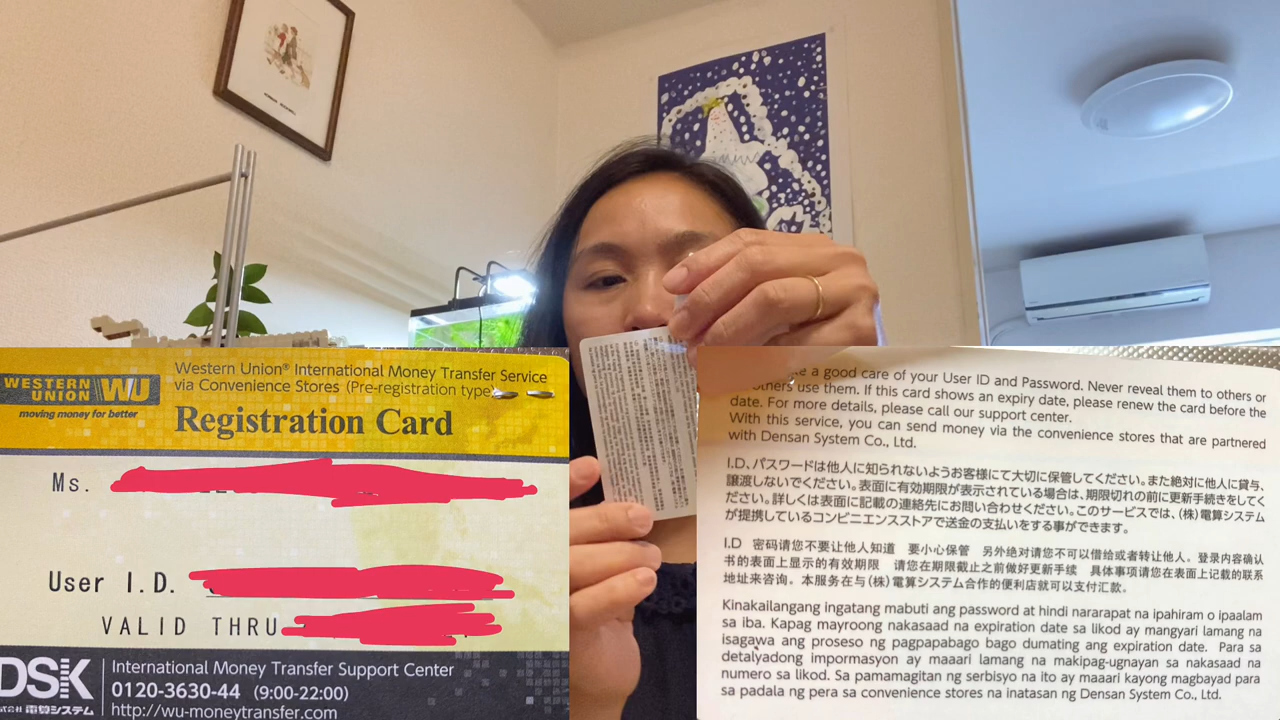 WESTERN
UNION WU
moving money for better
Western Union® International Money Transfer Service
via Convenience Stores (Pre-registration type)
Registration Card
Ms.
User I.D.
VALID THRU
DSK
電算システム
International Money Transfer Support Center
0120-3630-44 (9:00-22:00)
http://wu-moneytransfer.com
a good care of your User ID and Password. Never reveal them to others or
others use them. If this card shows an expiry date, please renew the card before the
date. For more details, please call our support center.
With this service, you can send money via the convenience stores that are partnered
with Densan System Co., Ltd.
I.D.、パスワードは他人に知られないようお客様にて大切に保管してください。また絶対に他人に貸与、
譲渡しないでください。表面に有効期限が表示されている場合は、期限切れの前に更新手続きをしてく
ださい。詳しくは表面に記載の連絡先にお問い合わせください。このサービスでは、(株)電算システム
が提携しているコンビニエンスストアで送金の支払いをする事ができます。
I.D 密码请您不要让他人知道 要小心保管 另外绝对请您不可以借给或者转让他人。登录内容确认
书的表面上显示的有效期限 请您在期限截止之前做好更新手续 具体事项请您在表面上记载的联系
地址来咨询。本服务在与(株)電算システム合作的便利店就可以支付汇款。
Kinakailangang ingatang mabuti ang password at hindi nararapat na ipahiram o ipaalam
sa iba. Kapag mayroong nakasaad na expiration date sa likod ay mangyari lamang na
isagawa ang proseso ng pagpapabago bago dumating ang expiration date. Para sa
detalyadong impormasyon ay maaari lamang na makipag-ugnayan sa nakasaad na
numero sa likod. Sa pamamagitan ng serbisyo na ito ay maaari kayong magbayad para
sa padala ng pera sa convenience stores na inatasan ng Densan System Co., Ltd.